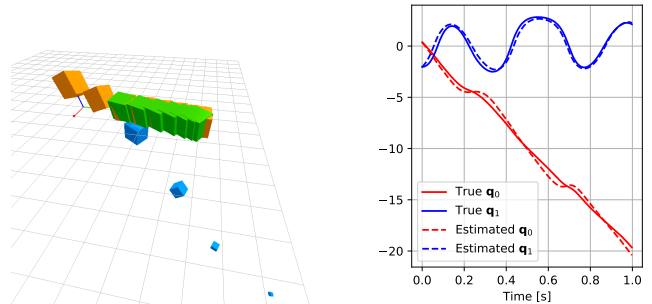 0
−5
−10
−15
−20
True q₀
True q₁
Estimated q₀
Estimated q₁
0.0 0.2 0.4 0.6 0.8 1.0
Time [s]